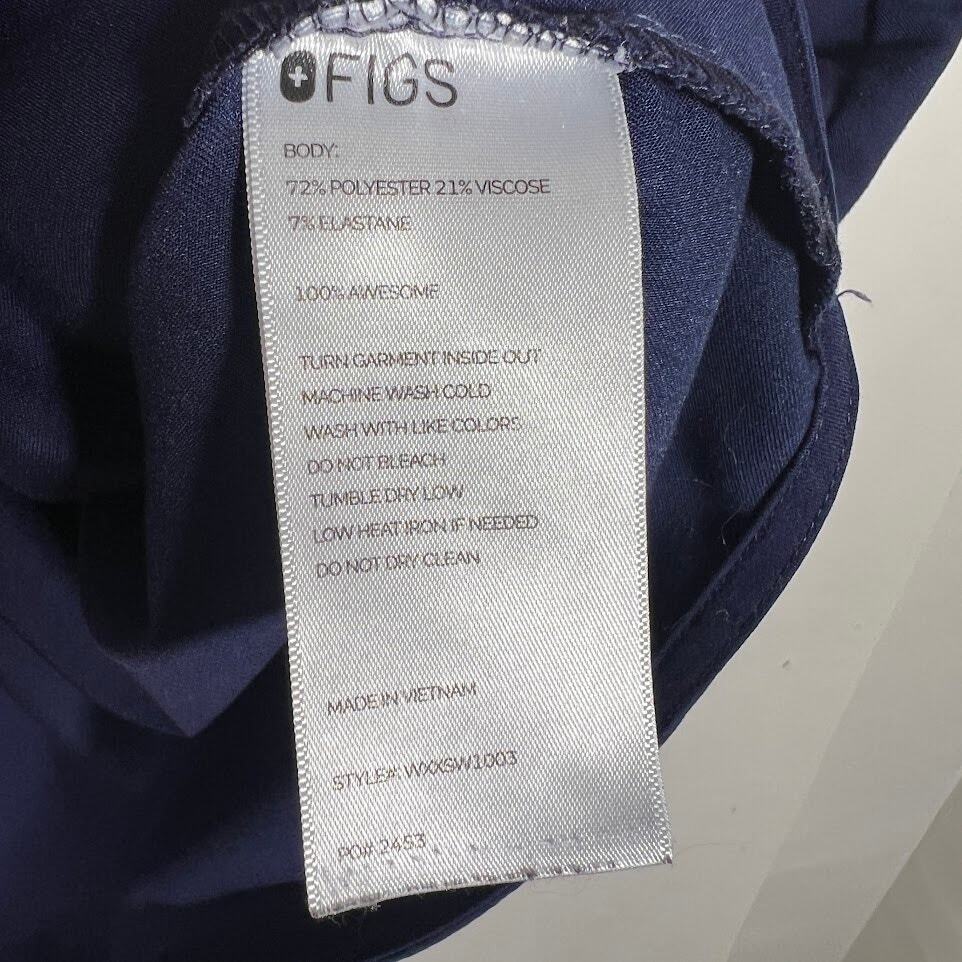 FIGS
BODY:
72% POLYESTER 21% VISCOSE
7% ELASTANE
100% AWESOME
TURN GARMENT INSIDE OUT
MACHINE WASH COLD
WASH WITH LIKE COLORS
DO NOT BLEACH
TUMBLE DRY LOW
LOW HEAT IRON IF NEEDED
DO NOT DRY CLEAN
MADE IN VIETNAM
STYLE#: WXXSW1003
PO# 2453